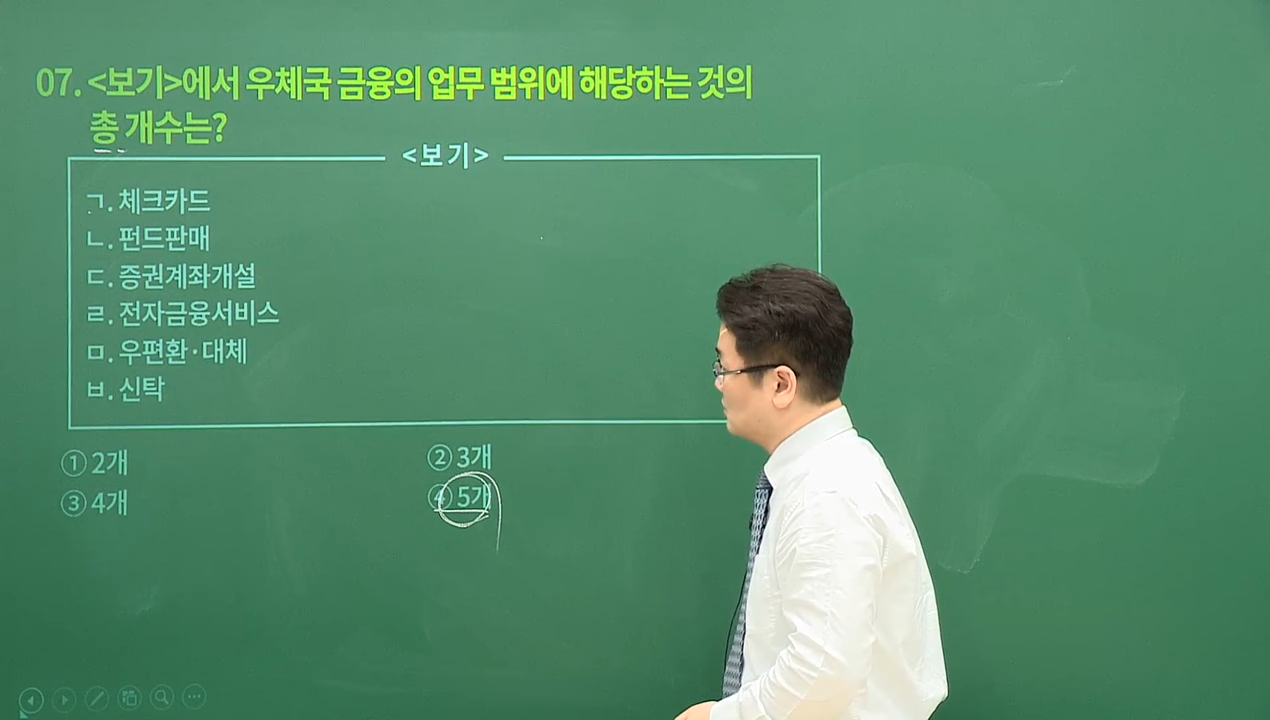 07. <보기>에서 우체국 금융의 업무 범위에 해당하는 것의
총 개수는?
<보기>
ㄱ. 체크카드
ㄴ. 펀드판매
ㄷ. 증권계좌개설
ㄹ. 전자금융서비스
ㅁ. 우편환·대체
ㅂ. 신탁
① 2개
② 3개
③ 4개
④ 5개